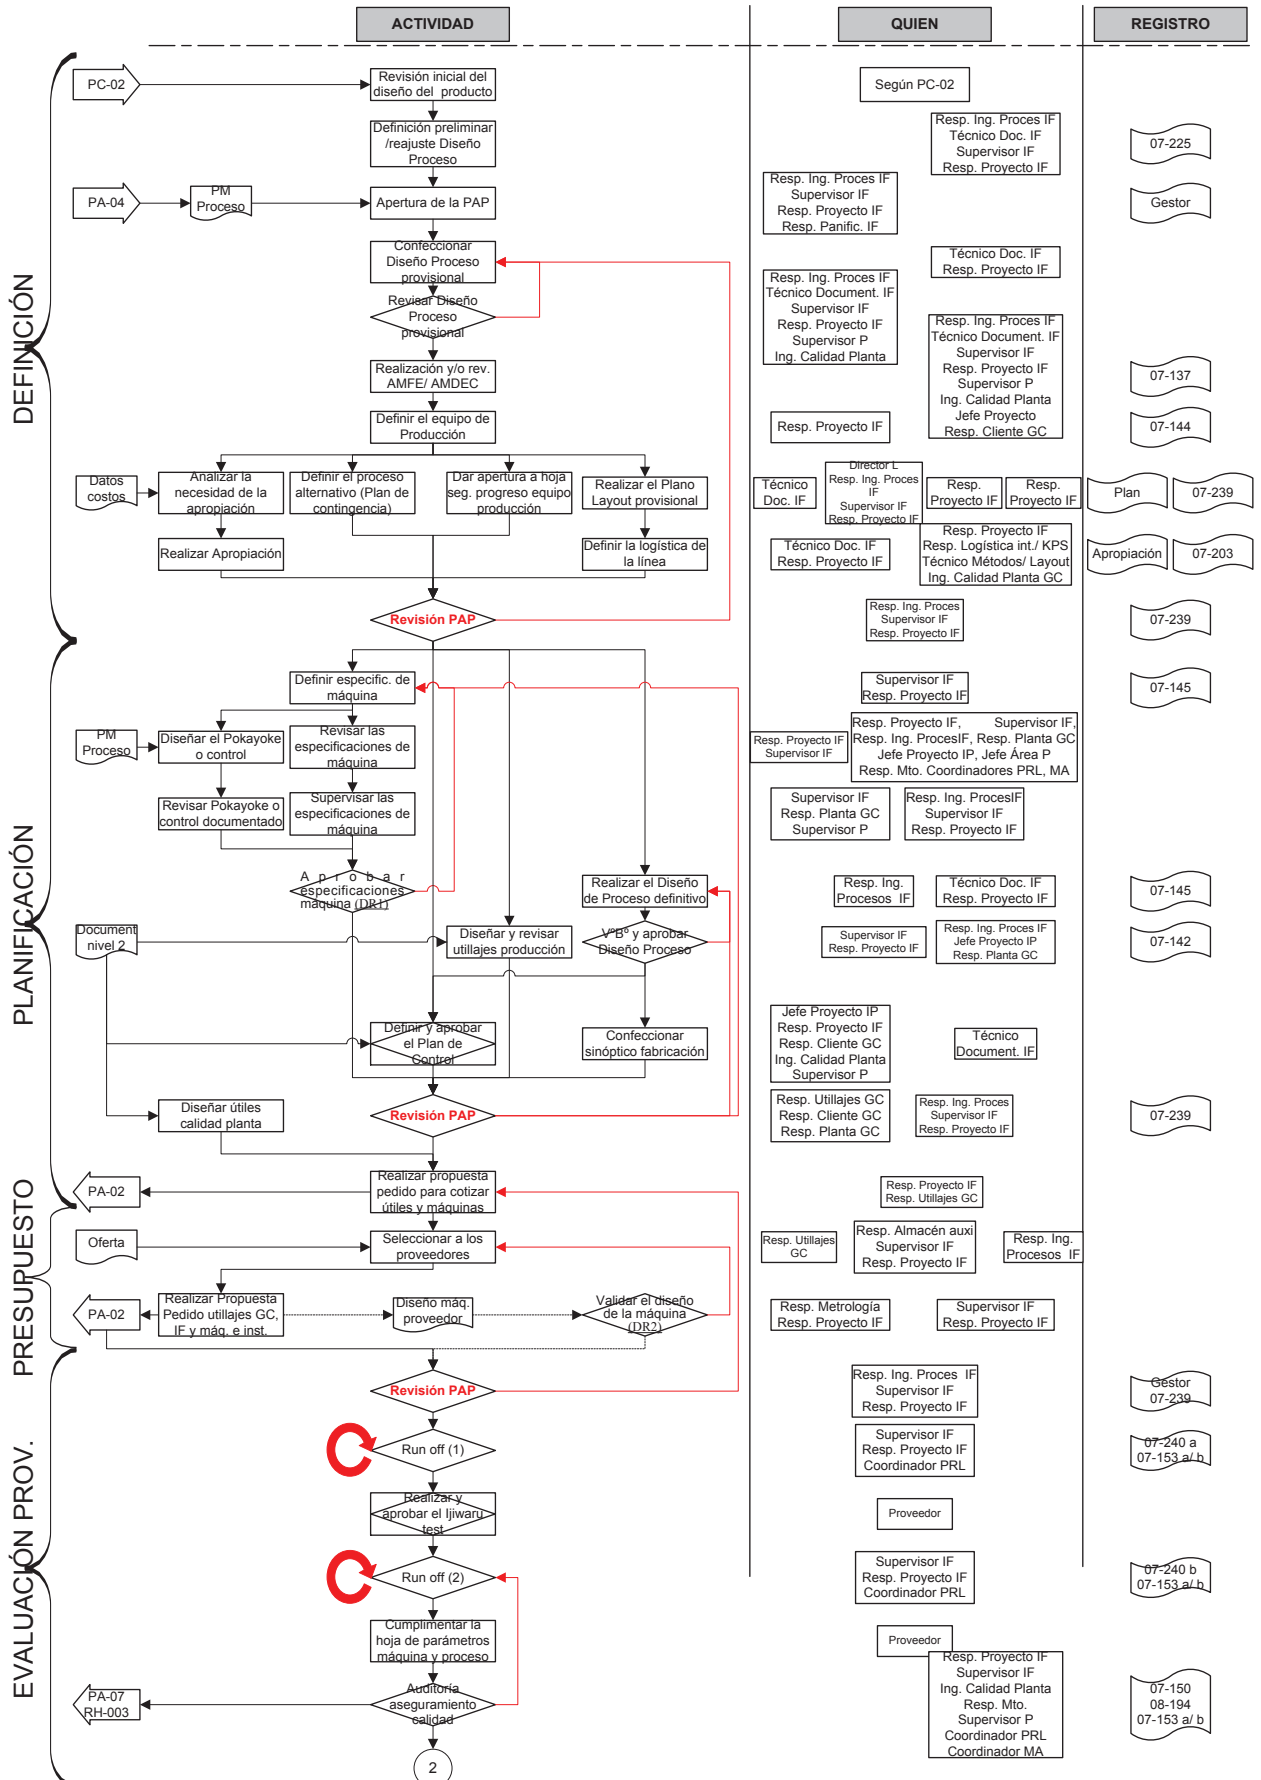 ACTIVIDAD
QUIEN
REGISTRO
DEFINICIÓN
PC-02
Revisión inicial del
diseño del producto
Según PC-02
Definición preliminar
/reajuste Diseño
Proceso
Resp. Ing. Proces IF
Técnico Doc. IF
Supervisor IF
Resp. Proyecto IF
07-225
PA-04
PM
Proceso
Apertura de la PAP
Resp. Ing. Proces IF
Supervisor IF
Resp. Proyecto IF
Resp. Panific. IF
Gestor
Confeccionar
Diseño Proceso
provisional
Técnico Doc. IF
Resp. Proyecto IF
Revisar Diseño
Proceso
provisional
Resp. Ing. Proces IF
Técnico Document. IF
Supervisor IF
Resp. Proyecto IF
Supervisor P
Ing. Calidad Planta
Realización y/o rev.
AMFE/ AMDEC
Resp. Ing. Proces IF
Técnico Document. IF
Supervisor IF
Resp. Proyecto IF
Supervisor P
Ing. Calidad Planta
Jefe Proyecto
Resp. Cliente GC
07-137
Definir el equipo de
Producción
Resp. Proyecto IF
07-144
Datos
costos
Analizar la
necesidad de la
apropiación
Definir el proceso
alternativo (Plan de
contingencia)
Dar apertura a hoja
seg. progreso equipo
producción
Realizar el Plano
Layout provisional
Técnico
Doc. IF
Director L
Resp. Ing. Proces
IF
Supervisor IF
Resp. Proyecto IF
Resp.
Proyecto IF
Resp.
Proyecto IF
Plan
07-239
Realizar Apropiación
Definir la logística de
la línea
Técnico Doc. IF
Resp. Proyecto IF
Resp. Proyecto IF
Resp. Logística int./ KPS
Técnico Métodos/ Layout
Ing. Calidad Planta GC
Apropiación
07-203
Revisión PAP
Resp. Ing. Proces
Supervisor IF
Resp. Proyecto IF
07-239
PLANIFICACIÓN
Definir especific. de
máquina
Supervisor IF
Resp. Proyecto IF
07-145
PM
Proceso
Diseñar el Pokayoke
o control
Revisar las
especificaciones de
máquina
Resp. Proyecto IF
Supervisor IF
Resp. Proyecto IF, Supervisor IF,
Resp. Ing. ProcesIF, Resp. Planta GC
Jefe Proyecto IP, Jefe Área P
Resp. Mto. Coordinadores PRL, MA
Revisar Pokayoke o
control documentado
Supervisar las
especificaciones de
máquina
Supervisor IF
Resp. Planta GC
Supervisor P
Resp. Ing. ProcesIF
Supervisor IF
Resp. Proyecto IF
A p r o b a r
especificaciones
maquina (DR1)
Realizar el Diseño
de Proceso definitivo
Resp. Ing.
Procesos IF
Técnico Doc. IF
Resp. Proyecto IF
07-145
Document
nivel 2
Diseñar y revisar
utillajes producción
VºBº y aprobar
Diseño Proceso
Supervisor IF
Resp. Proyecto IF
Resp. Ing. Proces IF
Jefe Proyecto IP
Resp. Planta GC
07-142
Definir y aprobar
el Plan de
Control
Confeccionar
sinóptico fabricación
Jefe Proyecto IP
Resp. Proyecto IF
Resp. Cliente GC
Ing. Calidad Planta
Supervisor P
Técnico
Document. IF
Diseñar útiles
calidad planta
Revisión PAP
Resp. Utillajes GC
Resp. Cliente GC
Resp. Planta GC
Resp. Ing. Proces
Supervisor IF
Resp. Proyecto IF
07-239
PRESUPUESTO
PA-02
Realizar propuesta
pedido para cotizar
útiles y máquinas
Resp. Proyecto IF
Resp. Utillajes GC
Oferta
Seleccionar a los
proveedores
Resp. Utillajes
GC
Resp. Almacén auxi
Supervisor IF
Resp. Proyecto IF
Resp. Ing.
Procesos IF
PA-02
Realizar Propuesta
Pedido utillajes GC,
IF y máq. e inst.
Diseño máq.
proveedor
Validar el diseño
de la máquina
(DR2)
Resp. Metrología
Resp. Proyecto IF
Supervisor IF
Resp. Proyecto IF
EVALUACIÓN PROV.
Revisión PAP
Resp. Ing. Proces IF
Supervisor IF
Resp. Proyecto IF
Gestor
07-239
Run off (1)
Supervisor IF
Resp. Proyecto IF
Coordinador PRL
07-240 a
07-153 a/ b
Realizar y
aprobar el Ijiwaru
test
Proveedor
Run off (2)
Supervisor IF
Resp. Proyecto IF
Coordinador PRL
07-240 b
07-153 a/ b
Cumplimentar la
hoja de parámetros
máquina y proceso
Proveedor
PA-07
RH-003
Auditoría
aseguramiento
calidad
Resp. Proyecto IF
Supervisor IF
Ing. Calidad Planta
Resp. Mto.
Supervisor P
Coordinador PRL
Coordinador MA
07-150
08-194
07-153 a/ b
2